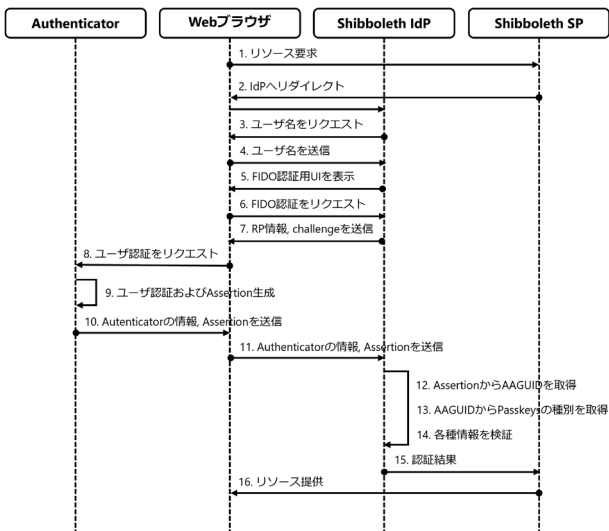 Authenticator
Webブラウザ
Shibboleth IdP
Shibboleth SP
1. リソース要求
2. IdPへリダイレクト
3. ユーザ名をリクエスト
4. ユーザ名を送信
5. FIDO認証用UIを表示
6. FIDO認証をリクエスト
7. RP情報, challengeを送信
8. ユーザ認証をリクエスト
9. ユーザ認証およびAssertion生成
10. Autenticatorの情報, Assertionを送信
11. Authenticatorの情報, Assertionを送信
12. AssertionからAAGUIDを取得
13. AAGUIDからPasskeysの種別を取得
14. 各種情報を検証
15. 認証結果
16. リソース提供